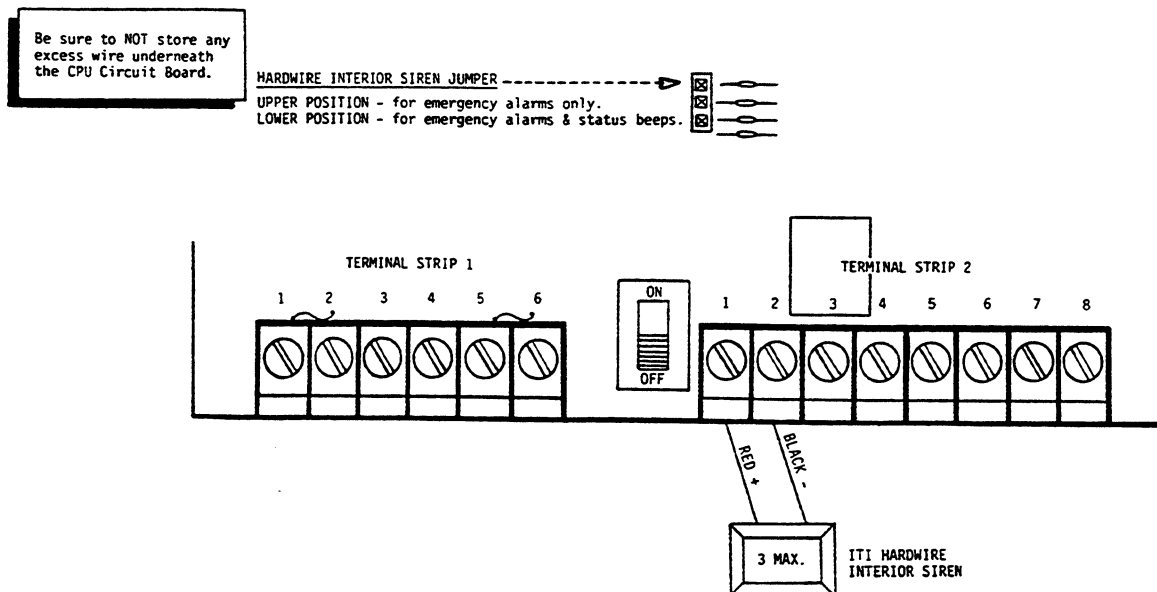 Be sure to NOT store any
excess wire underneath
the CPU Circuit Board.
HARDWIRE INTERIOR SIREN JUMPER
UPPER POSITION - for emergency alarms only.
LOWER POSITION - for emergency alarms & status beeps.
TERMINAL STRIP 1
1 2 3 4 5 6
ON
OFF
TERMINAL STRIP 2
1 2 3 4 5 6 7 8
RED +
BLACK -
3 MAX.
ITI HARDWIRE
INTERIOR SIREN